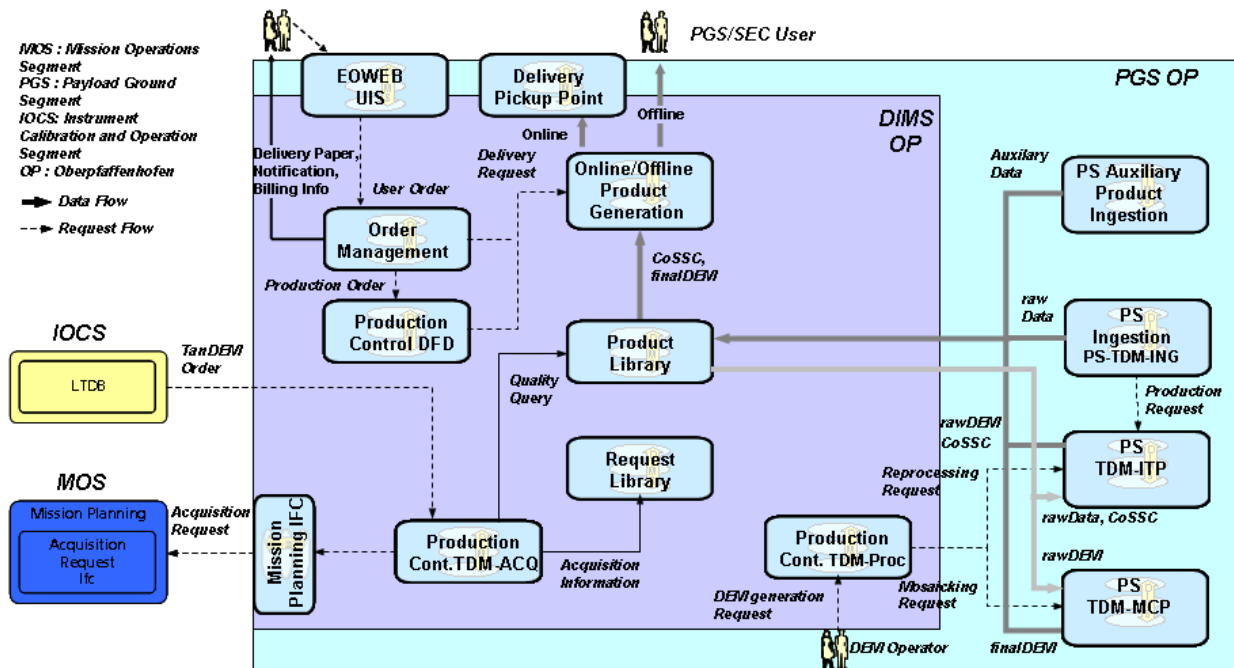 PGS/SEC User
MOS : Mission Operations
Segment
PGS : Payload Ground
Segment
IOCS: Instrument
Calibration and Operation
Segment
OP : Oberpfaffenhofen
Data Flow
Request Flow
EOWEB
UIS
Delivery
Pickup Point
PGS OP
DIMS
OP
Online
Offline
Delivery Paper,
Notification,
Billing Info
User Order
Delivery
Request
Online/Offline
Product
Generation
Auxilary
Data
PS Auxiliary
Product
Ingestion
Order
Management
CoSSC,
finalDEM
Production Order
Production
Control DFD
Product
Library
raw
Data
PS
Ingestion
PS-TDM-ING
IOCS
LTDB
TanDEM
Order
Quality
Query
Production
Request
rawDEM
CoSSC
PS
TDM-ITP
Request
Library
Reprocessing
Request
rawData, CoSSC
MOS
Mission Planning
Acquisition
Request
Ifc
Acquisition
Request
Mission
Planning IFC
Production
Cont.TDM-ACQ
Acquisition
Information
Production
Cont. TDM-Proc
rawDEM
Mosaicking
Request
PS
TDM-MCP
DEM generation
Request
finalDEM
DEM Operator